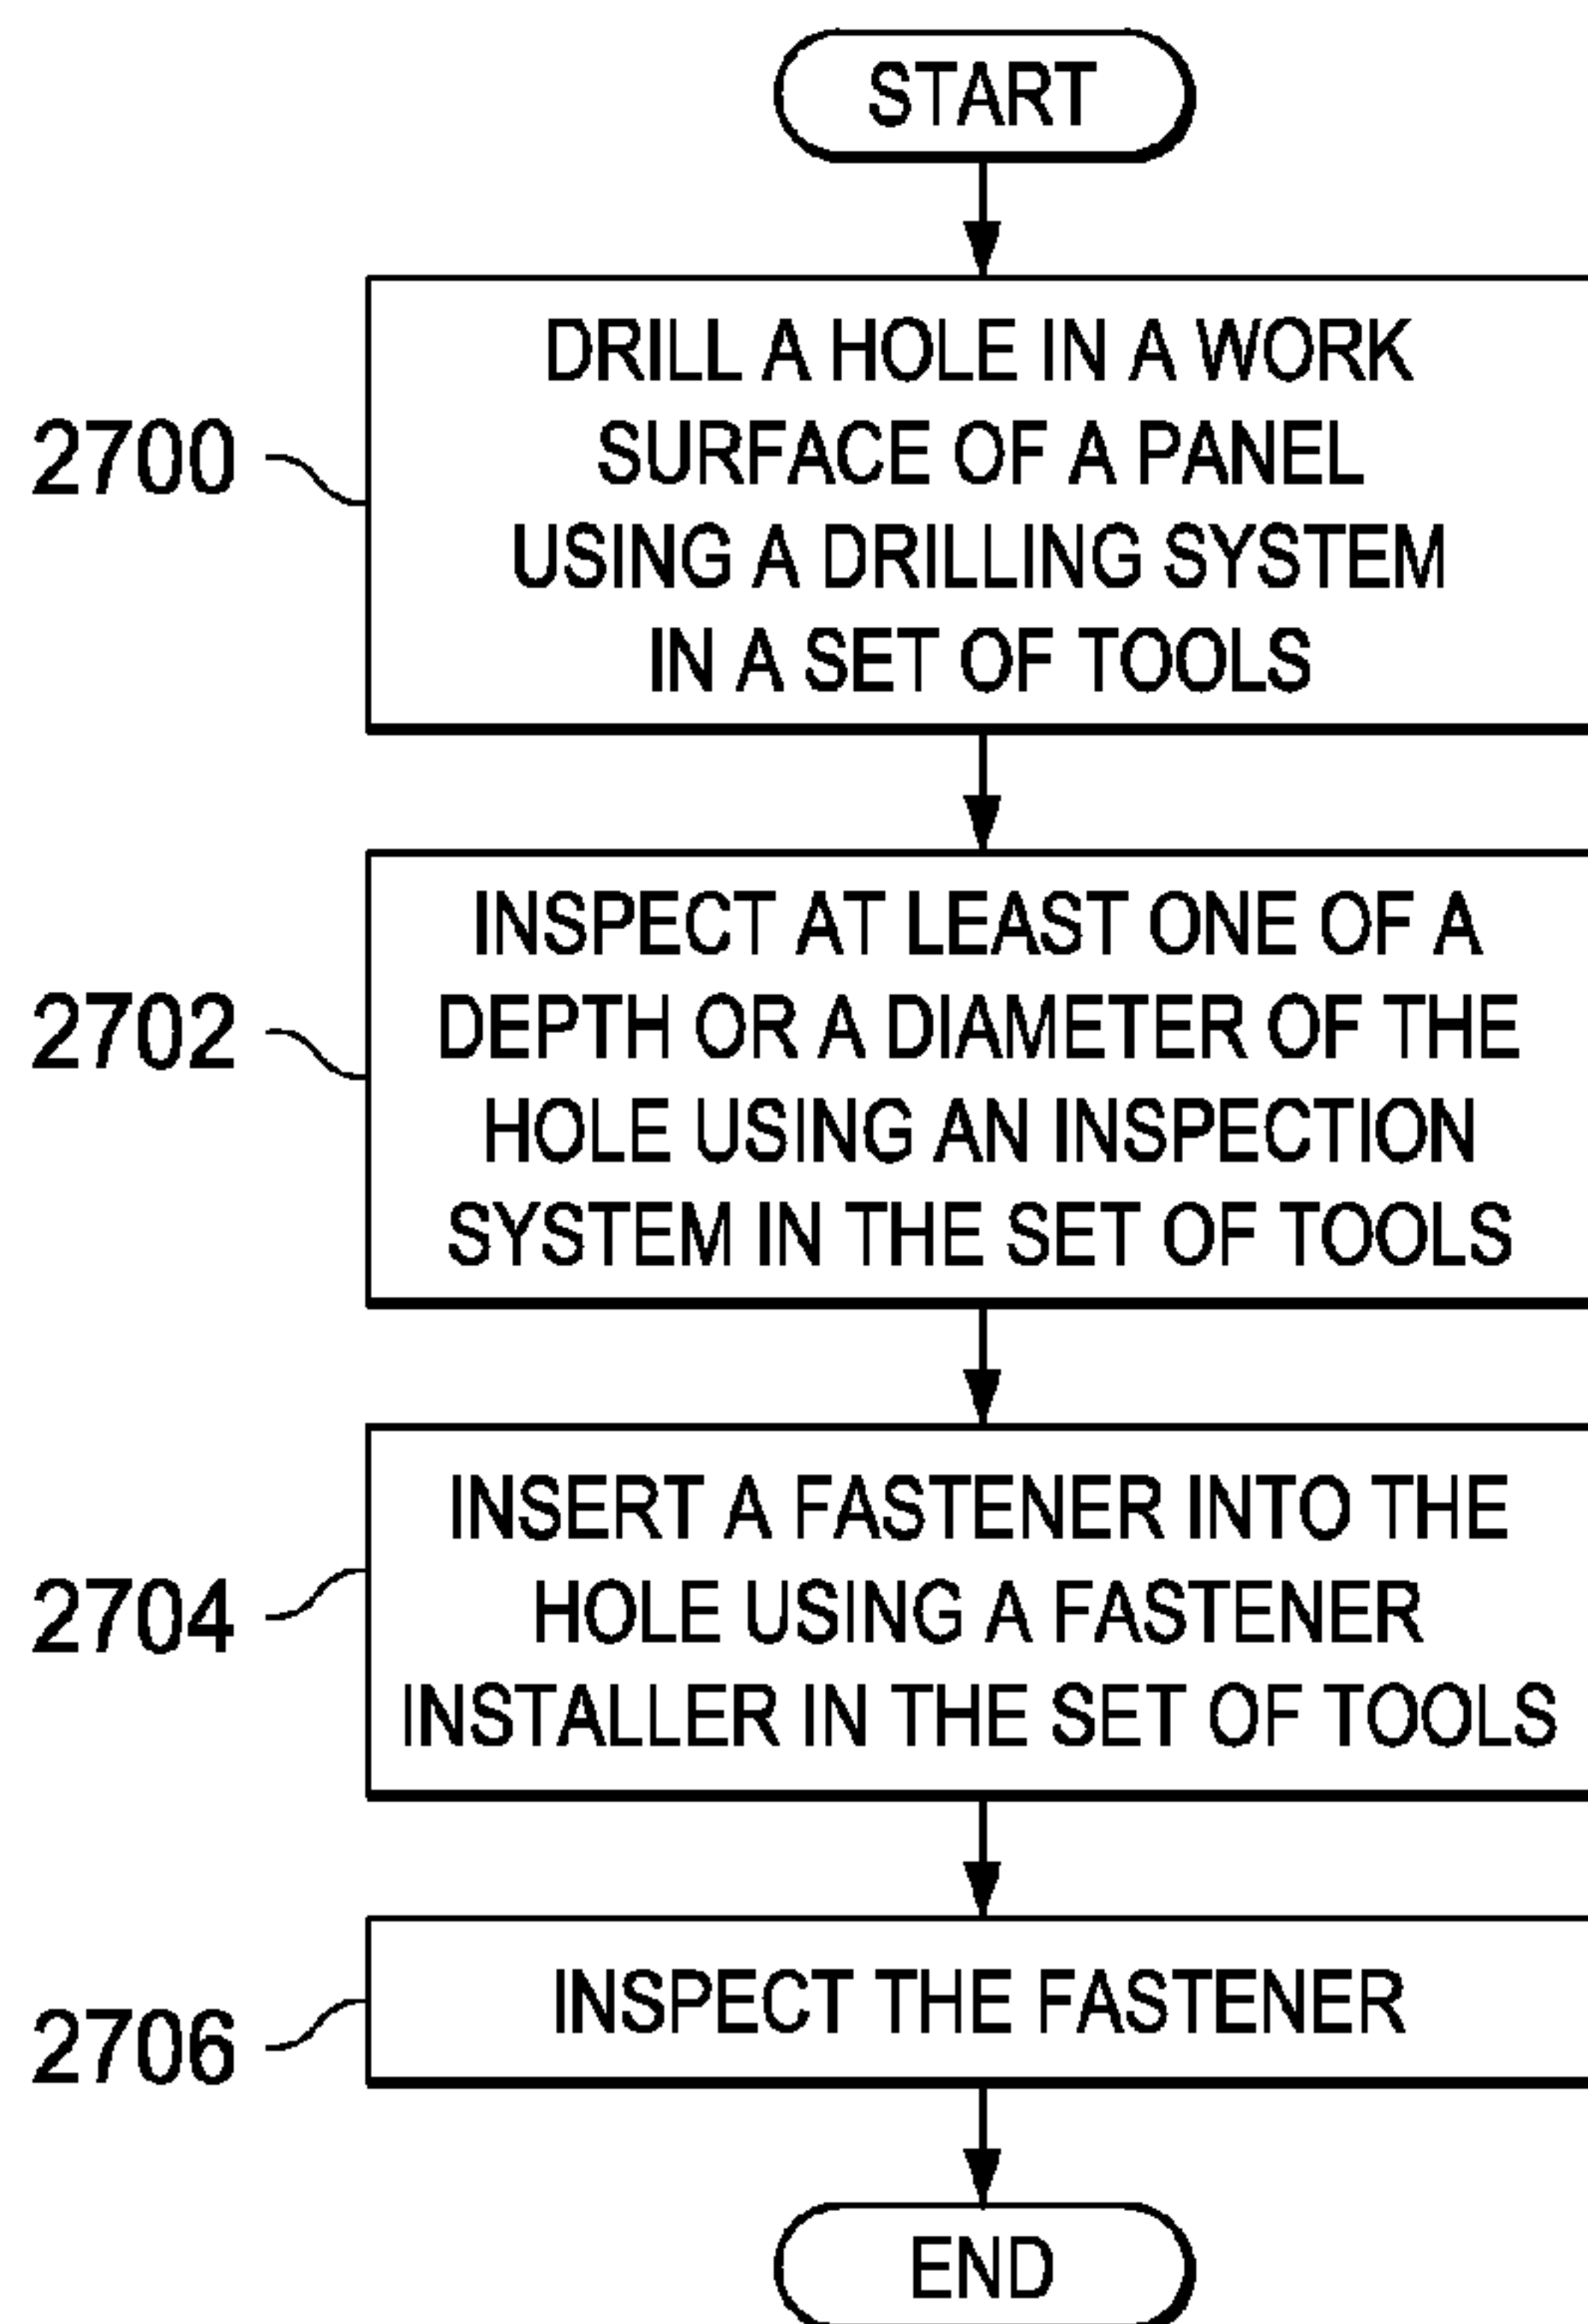 START
DRILL A HOLE IN A WORK
SURFACE OF A PANEL
USING A DRILLING SYSTEM
IN A SET OF TOOLS
2700
INSPECT AT LEAST ONE OF A
DEPTH OR A DIAMETER OF THE
HOLE USING AN INSPECTION
SYSTEM IN THE SET OF TOOLS
2702
INSERT A FASTENER INTO THE
HOLE USING A FASTENER
INSTALLER IN THE SET OF TOOLS
2704
INSPECT THE FASTENER
2706
END